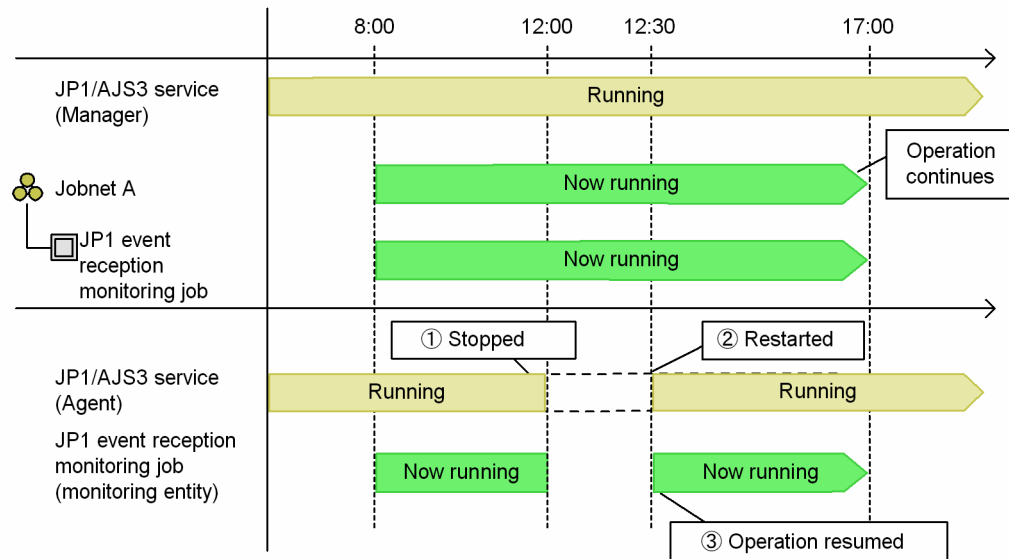 8:00 12:00 12:30 17:00
JP1/AJS3 service
(Manager)
Running
Operation
continues
Jobnet A
Now running
JP1 event
reception
monitoring job
Now running
① Stopped
② Restarted
JP1/AJS3 service
(Agent)
Running
Running
JP1 event reception
monitoring job
(monitoring entity)
Now running
Now running
③ Operation resumed